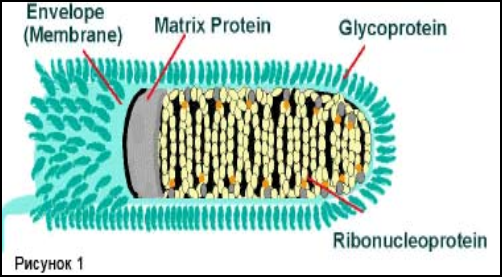 Envelope
(Membrane)
Matrix Protein
Glycoprotein
Ribonucleoprotein
Рисунок 1